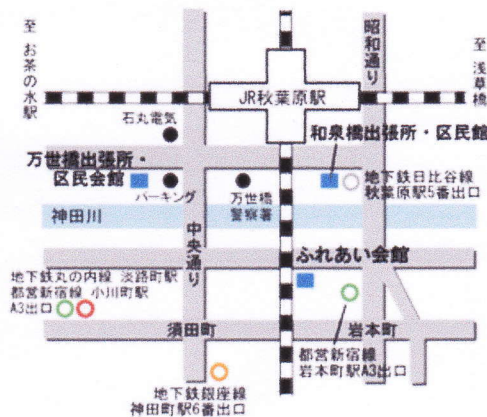 至 お茶の水駅
昭和通り
至 浅草橋
JR秋葉原駅
石丸電気
和泉橋出張所・区民館
万世橋出張所・
区民会館
パーキング
万世橋
警察署
地下鉄日比谷線
秋葉原駅5番出口
神田川
中央通り
ふれあい会館
地下鉄丸の内線 淡路町駅
都営新宿線 小川町駅
A3出口
須田町
岩本町
都営新宿線
岩本町駅A3出口
地下鉄銀座線
神田町駅6番出口